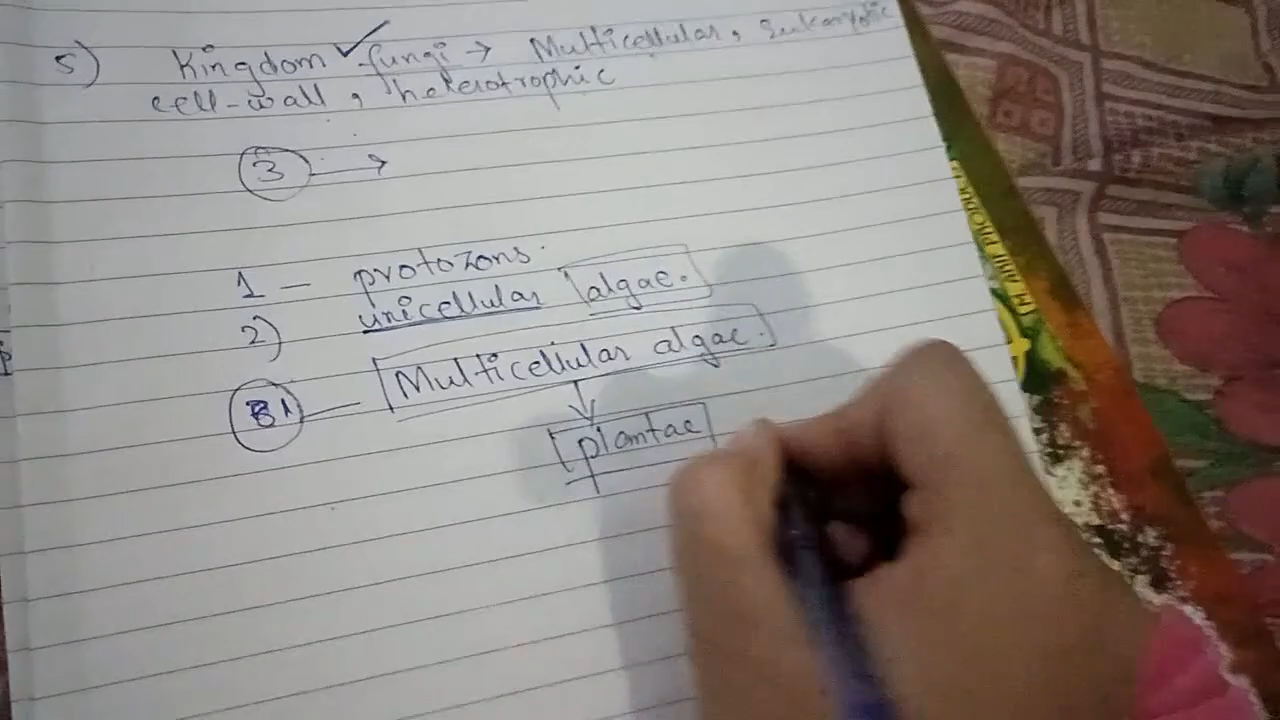 5) Kingdom fungi → Multicellular, Eukaryotic
cell-wall, heterotrophic
3 →
1 - protozons.
2) unicellular algae.
Multicellular algae.
plantae